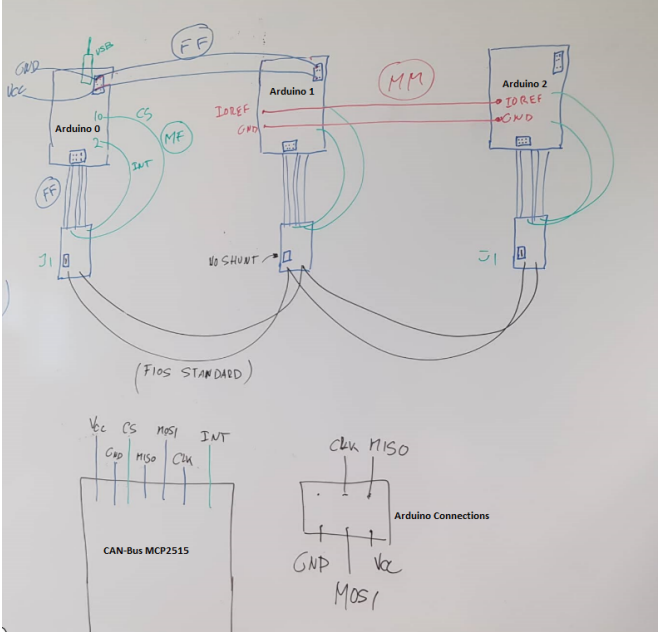 USB
GND
VCC
FF
Arduino 0
10
CS
2
INT
MF
FF
J1
Arduino 1
IOREF
GND
MM
Arduino 2
IOREF
GND
NO SHUNT
J1
(FIOS STANDARD)
Vcc CS MOSI INT
GND MISO CLK
CAN-Bus MCP2515
CLK MISO
Arduino Connections
GND VCC
MOSI